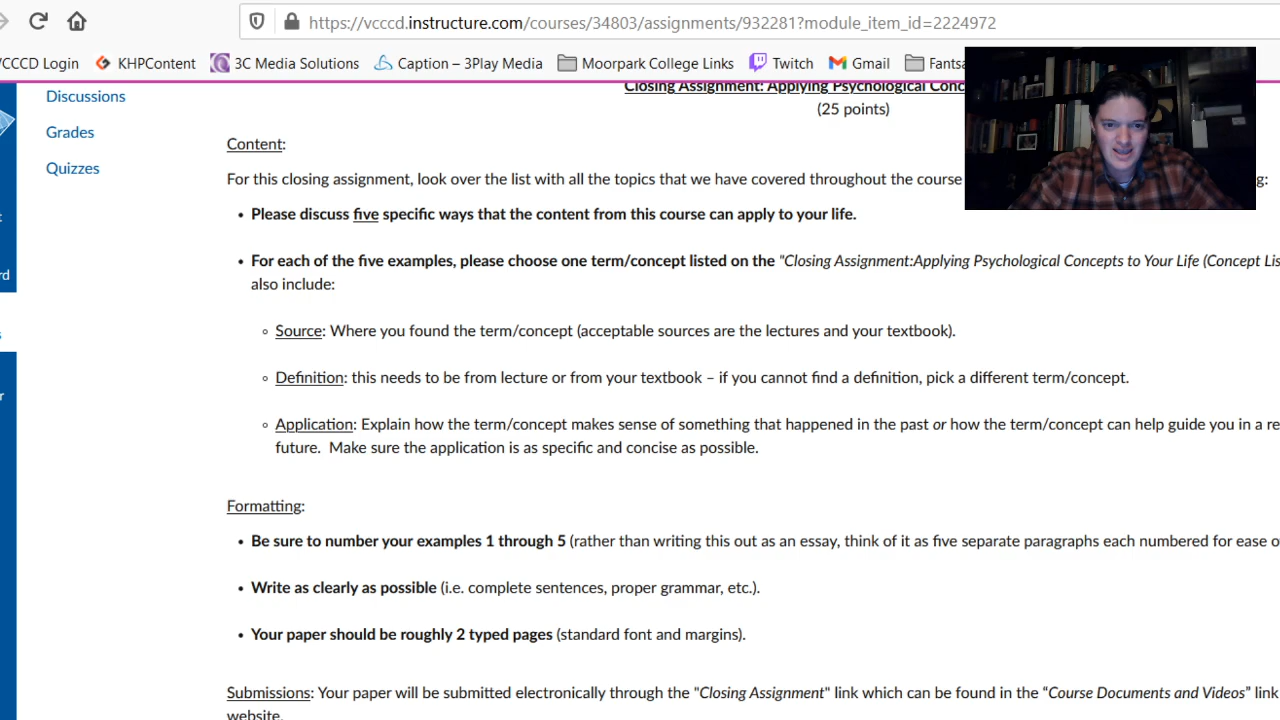 https://vcccd.instructure.com/courses/34803/assignments/932281?module_item_id=2224972
CCCD Login KHPContent 3C Media Solutions Caption – 3Play Media Moorpark College Links Twitch Gmail
Discussions
Closing Assignment: Applying Psychological
(25 points)
Grades
Content:
Quizzes
For this closing assignment, look over the list with all the topics that we have covered throughout the course g:
• Please discuss five specific ways that the content from this course can apply to your life.
• For each of the five examples, please choose one term/concept listed on the "Closing Assignment:Applying Psychological Concepts to Your Life (Concept Lis
also include:
◦ Source: Where you found the term/concept (acceptable sources are the lectures and your textbook).
◦ Definition: this needs to be from lecture or from your textbook – if you cannot find a definition, pick a different term/concept.
◦ Application: Explain how the term/concept makes sense of something that happened in the past or how the term/concept can help guide you in a re
future. Make sure the application is as specific and concise as possible.
Formatting:
• Be sure to number your examples 1 through 5 (rather than writing this out as an essay, think of it as five separate paragraphs each numbered for ease o
• Write as clearly as possible (i.e. complete sentences, proper grammar, etc.).
• Your paper should be roughly 2 typed pages (standard font and margins).
Submissions: Your paper will be submitted electronically through the "Closing Assignment" link which can be found in the "Course Documents and Videos" link
website.